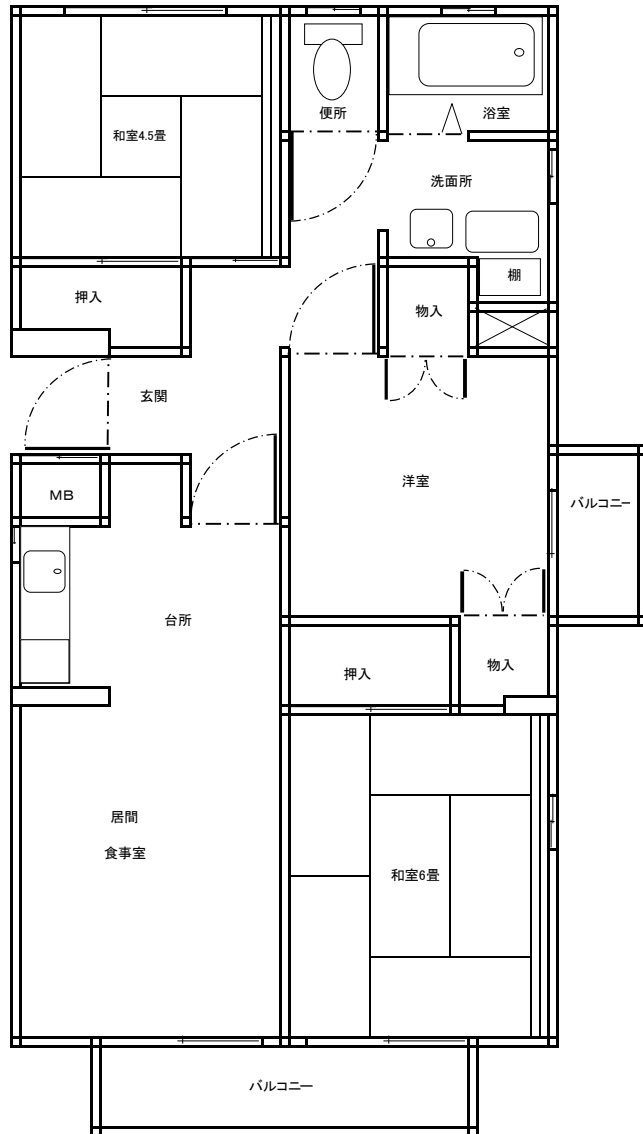 便所
浴室
和室4.5畳
洗面所
棚
押入
物入
玄関
洋室
MB
バルコニー
台所
押入
物入
居間
食事室
和室6畳
バルコニー